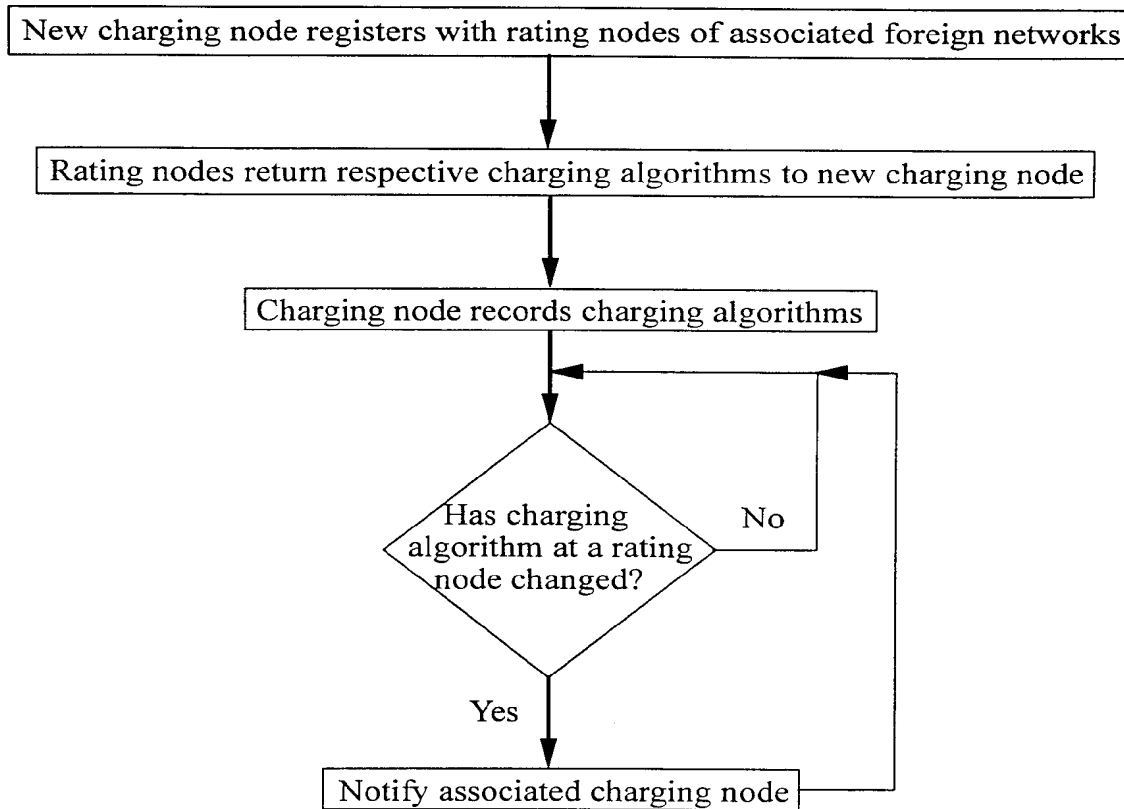 New charging node registers with rating nodes of associated foreign networks
Rating nodes return respective charging algorithms to new charging node
Charging node records charging algorithms
Has charging
algorithm at a rating
node changed?
No
Yes
Notify associated charging node